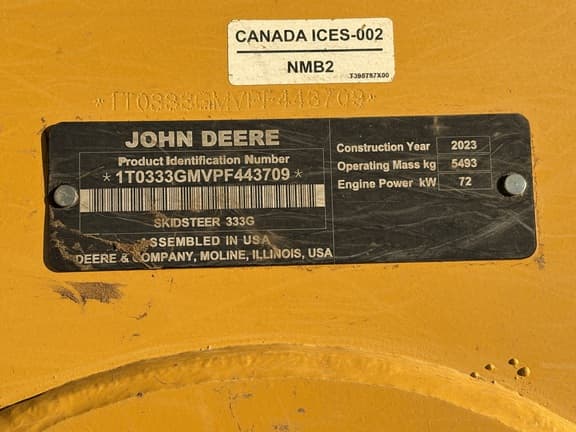 CANADA ICES-002
NMB2
T398787X00
*1T0333GMVPF443709*
JOHN DEERE
Product Identification Number
*1T0333GMVPF443709*
SKIDSTEER 333G
ASSEMBLED IN USA
DEERE & COMPANY, MOLINE, ILLINOIS, USA
Construction Year 2023
Operating Mass kg 5493
Engine Power kW 72